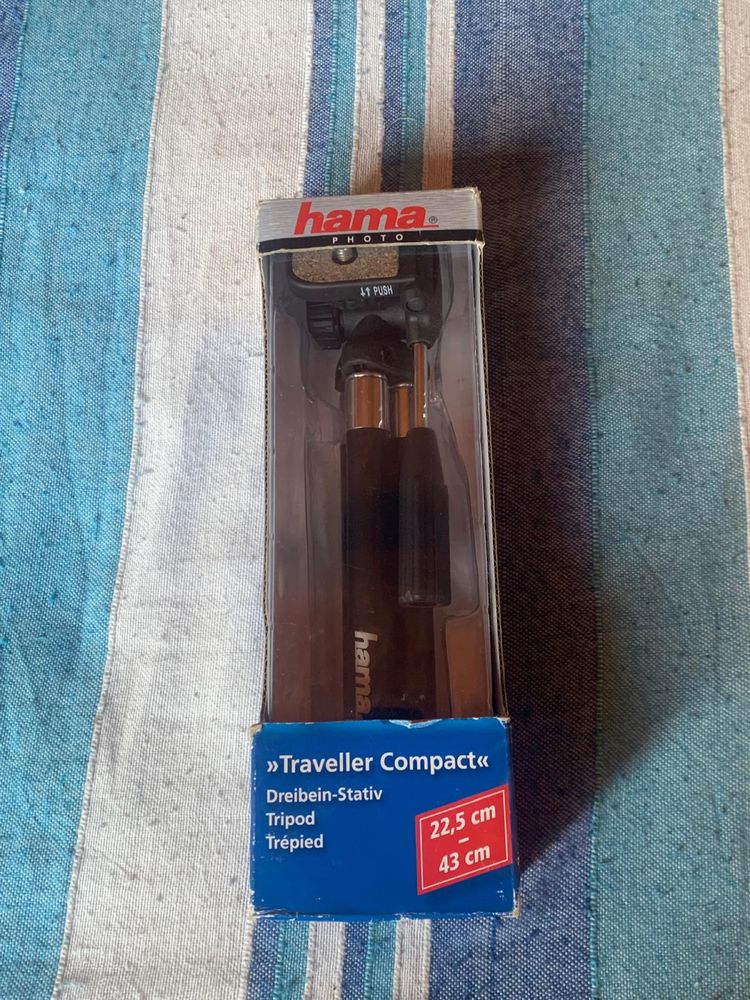 hama®
PHOTO
↓↑ PUSH
hama
»Traveller Compact«
Dreibein-Stativ
Tripod
Trépied
22,5 cm
–
43 cm